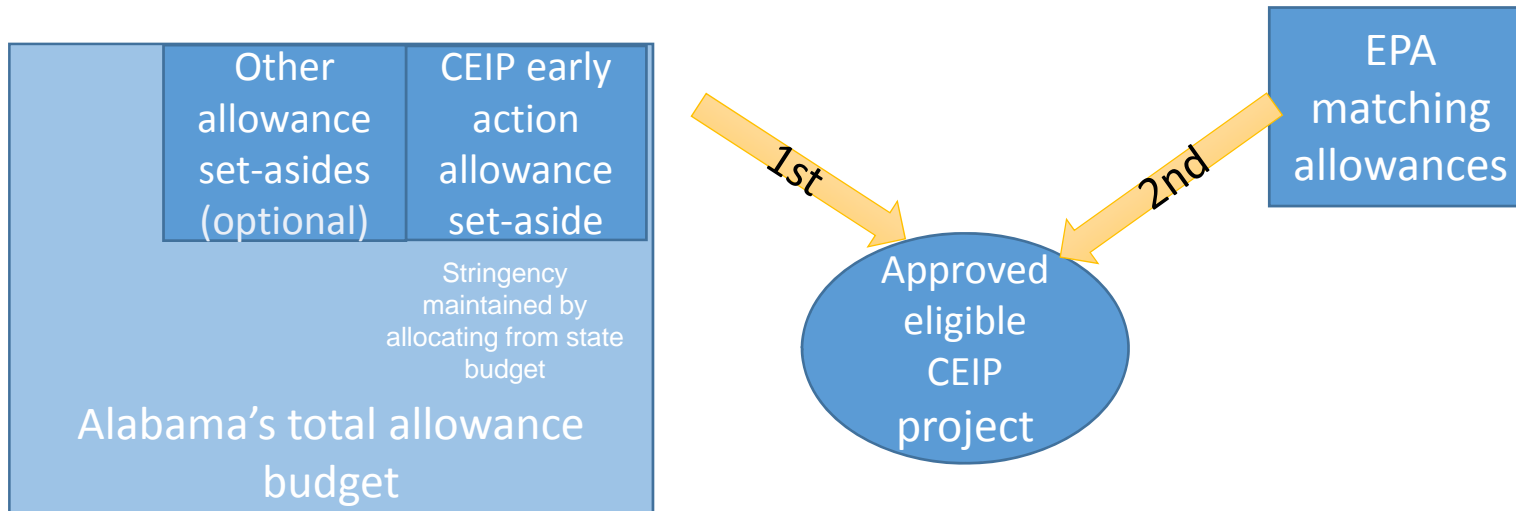 Other
allowance
set-asides
(optional)
CEIP early
action
allowance
set-aside
Stringency
maintained by
allocating from state
budget
Alabama’s total allowance
budget
1st
2nd
EPA
matching
allowances
Approved
eligible
CEIP
project